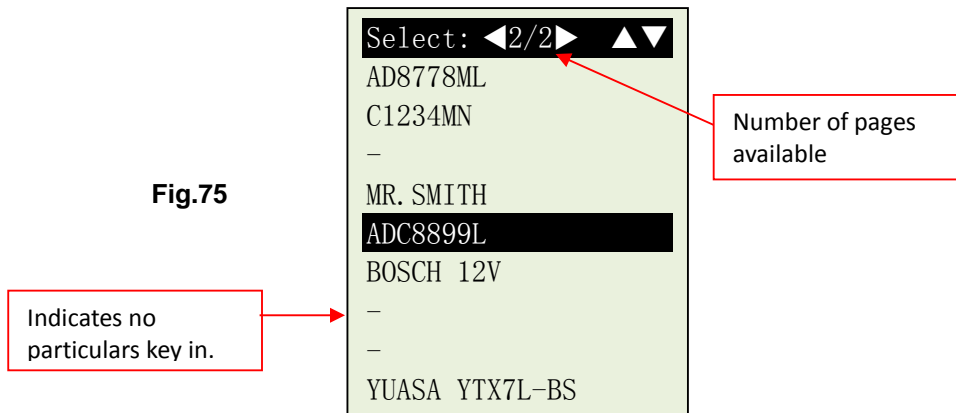 Select: ◀2/2▶ ▲▼
AD8778ML
C1234MN
–
MR. SMITH
ADC8899L
BOSCH 12V
–
–
YUASA YTX7L-BS
Number of pages
available
Fig.75
Indicates no
particulars key in.